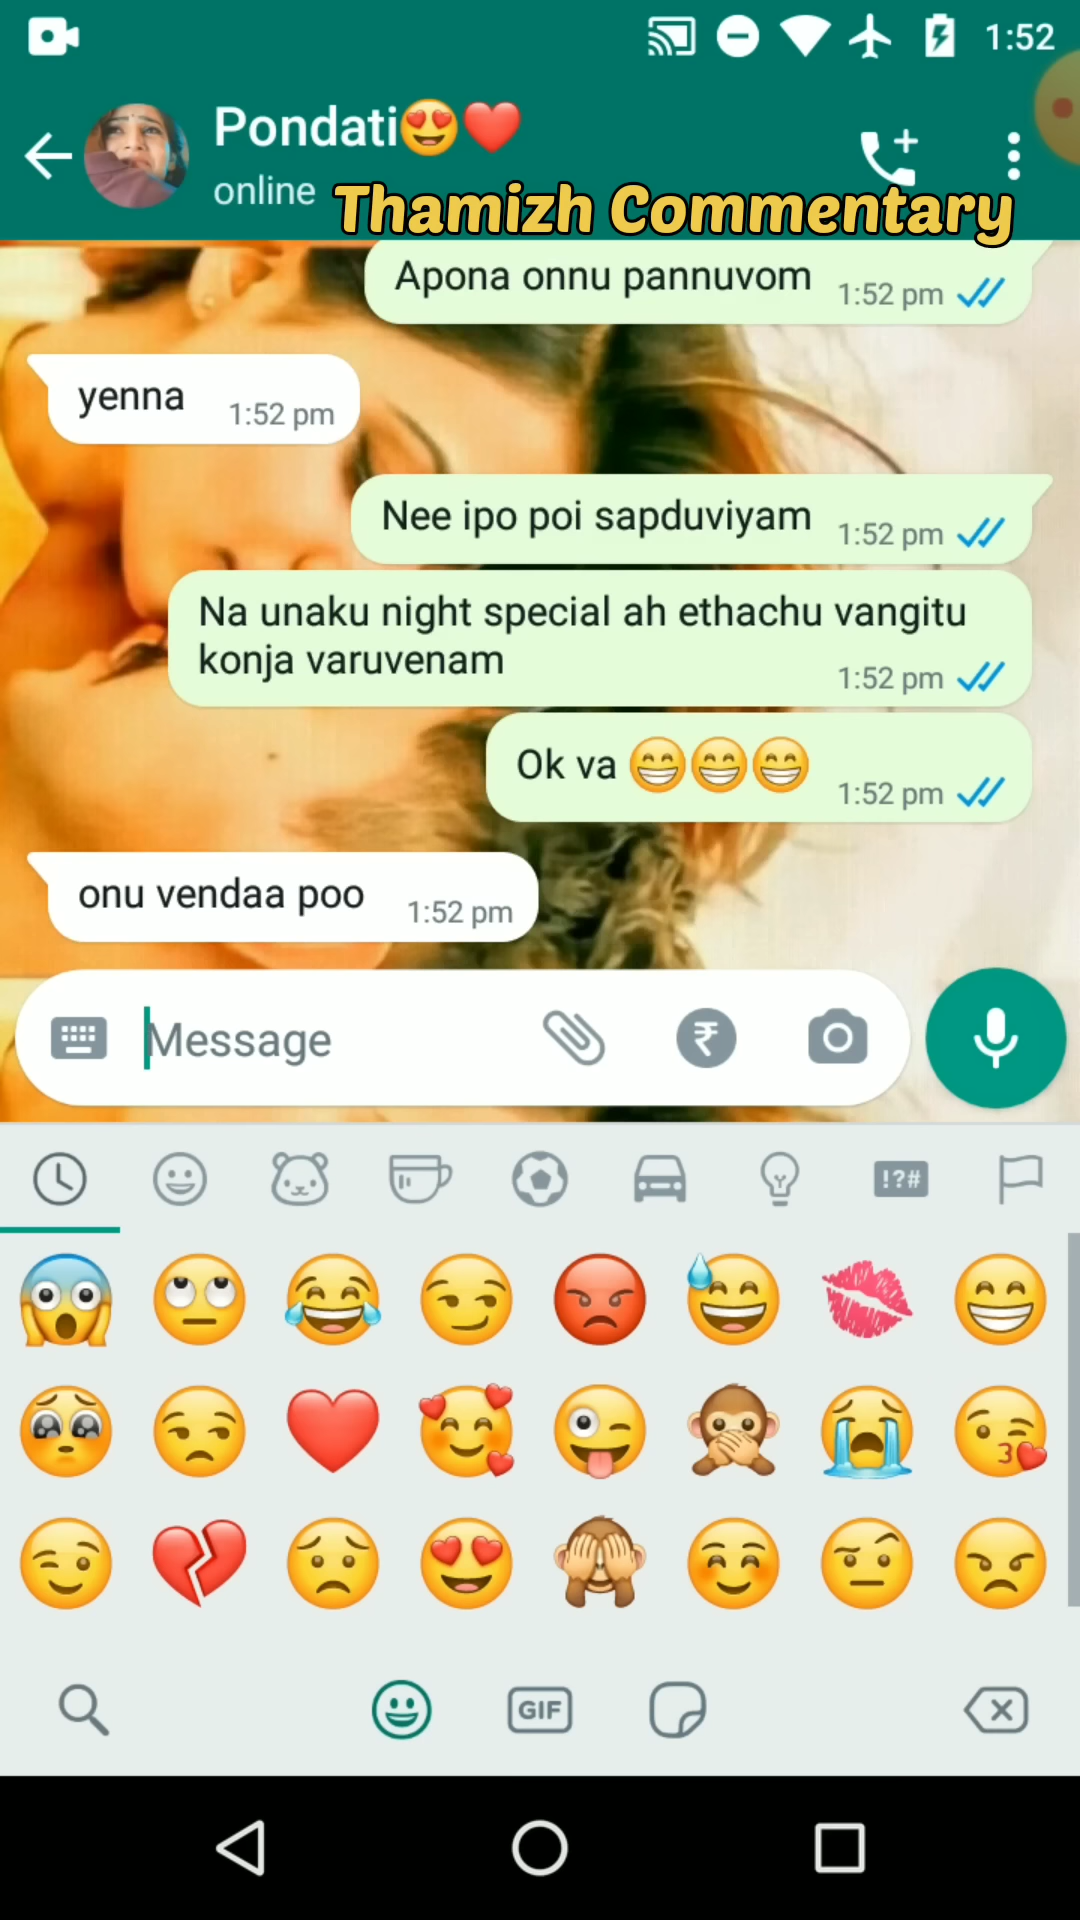 1:52
Pondati😍❤️
online
Thamizh Commentary
Apona onnu pannuvom 1:52 pm
yenna 1:52 pm
Nee ipo poi sapduviyam 1:52 pm
Na unaku night special ah ethachu vangitu
konja varuvenam 1:52 pm
Ok va 😁😁😁 1:52 pm
onu vendaa poo 1:52 pm
Message
!?#
GIF